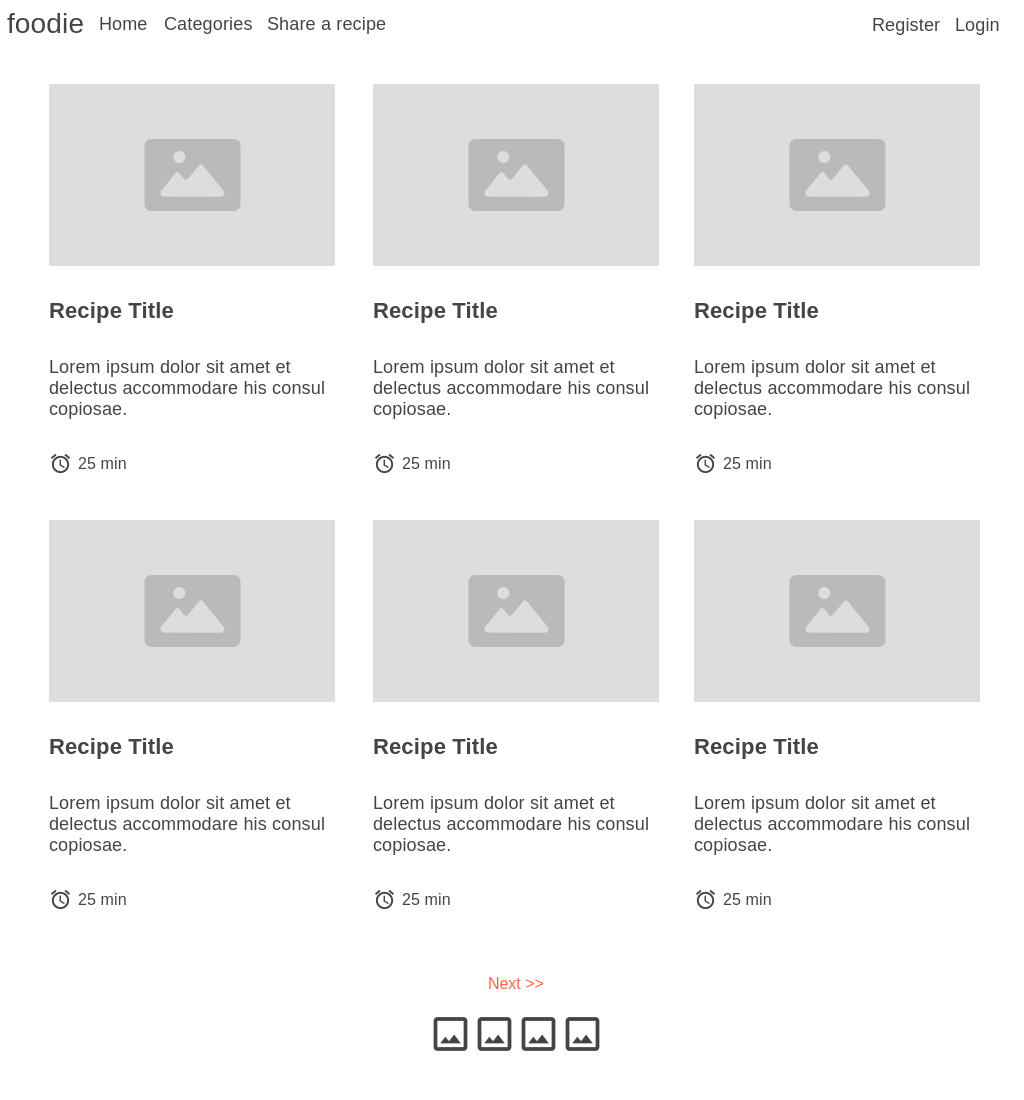 foodie Home Categories Share a recipe Register Login
Recipe Title Recipe Title Recipe Title
Lorem ipsum dolor sit amet et Lorem ipsum dolor sit amet et Lorem ipsum dolor sit amet et
delectus accommodare his consul delectus accommodare his consul delectus accommodare his consul
copiosae. copiosae. copiosae.
25 min 25 min 25 min
Recipe Title Recipe Title Recipe Title
Lorem ipsum dolor sit amet et Lorem ipsum dolor sit amet et Lorem ipsum dolor sit amet et
delectus accommodare his consul delectus accommodare his consul delectus accommodare his consul
copiosae. copiosae. copiosae.
25 min 25 min 25 min
Next >>